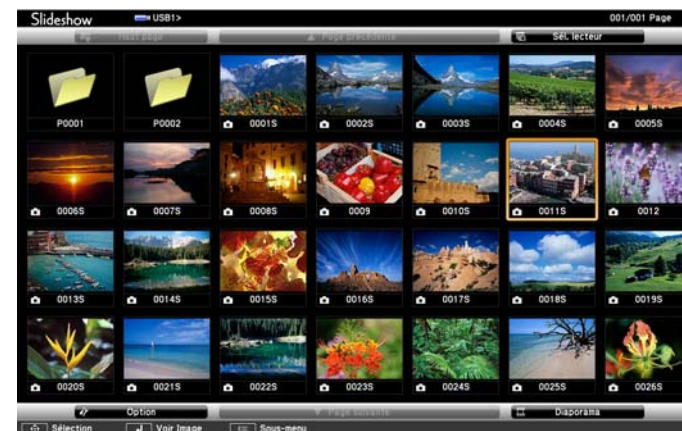 Slideshow USB1> 001/001 Page
Haut page Page précédente Sél. lecteur
P0001 P0002 0001S 0002S 0003S 0004S 0005S
0006S 0007S 0008S 0009 0010S 0011S 0012
0013S 0014S 0015S 0016S 0017S 0018S 0019S
0020S 0021S 0022S 0023S 0024S 0025S 0026S
Option Page suivante Diaporama
Sélection Voir Image Sous-menu